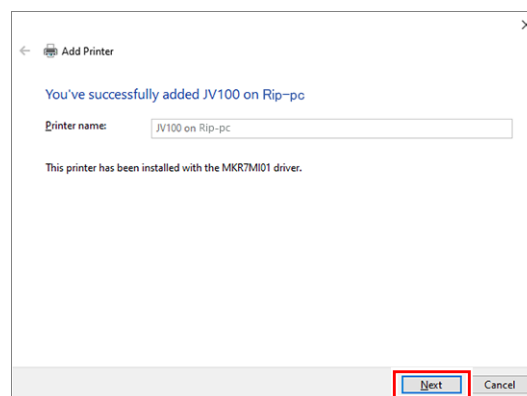 Add Printer
You've successfully added JV100 on Rip-pc
Printer name:
JV100 on Rip-pc
This printer has been installed with the MKR7MI01 driver.
Next
Cancel